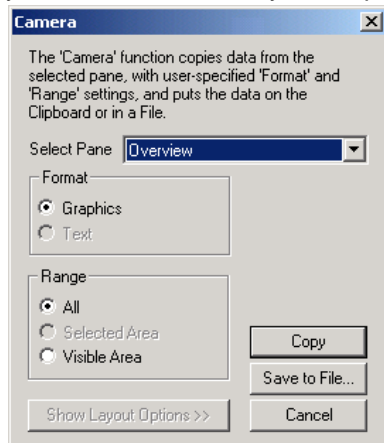 Camera
The 'Camera' function copies data from the
selected pane, with user-specified 'Format' and
'Range' settings, and puts the data on the
Clipboard or in a File.
Select Pane Overview
Format
Graphics
Text
Range
All
Selected Area
Visible Area
Copy
Save to File...
Show Layout Options >>
Cancel